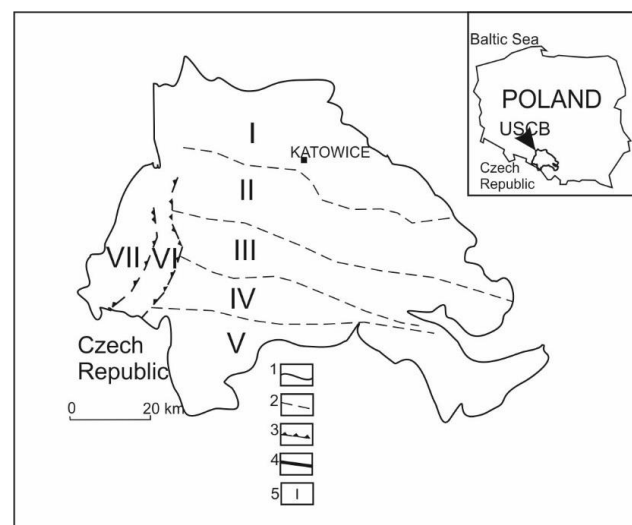 Baltic Sea
POLAND
USCB
Czech
Republic
I
KATOWICE
II
III
VII
VI
IV
V
Czech
Republic
0 20 km
1
2
3
4
5 I